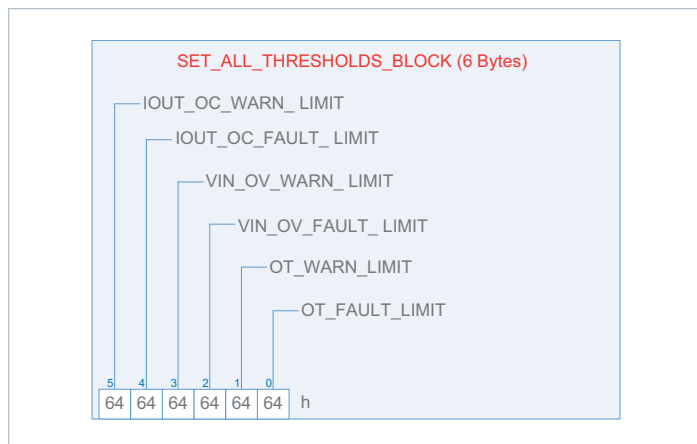 SET_ALL_THRESHOLDS_BLOCK (6 Bytes)
IOUT_OC_WARN_ LIMIT
IOUT_OC_FAULT_ LIMIT
VIN_OV_WARN_ LIMIT
VIN_OV_FAULT_ LIMIT
OT_WARN_LIMIT
OT_FAULT_LIMIT
5 4 3 2 1 0
64 64 64 64 64 64 h